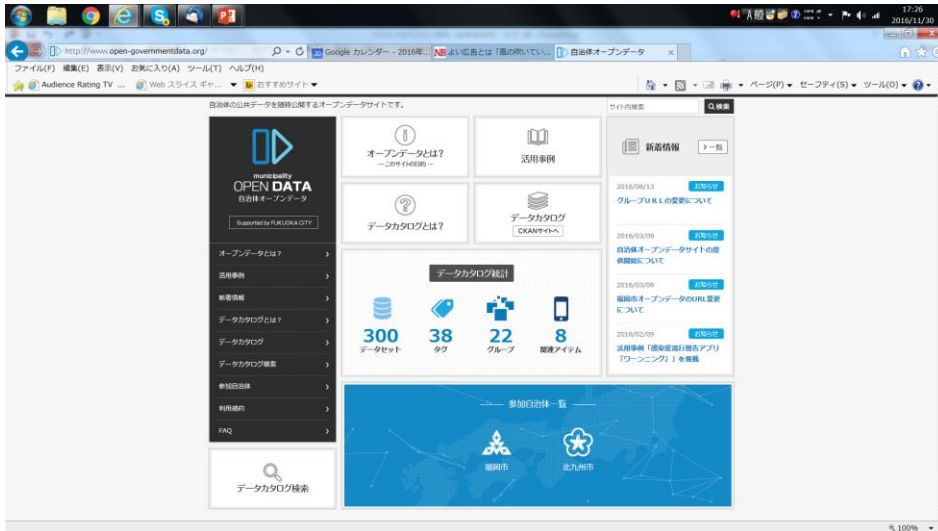 17:26
2016/11/30
http://www.open-governmentdata.org/
Google カレンダー - 2016年...
NB よい広告とは「風の吹いてい...
自治体オープンデータ
ファイル(F) 編集(E) 表示(V) お気に入り(A) ツール(T) ヘルプ(H)
Audience Rating TV ...
Web スライス ギャ...
おすすめサイト
ページ(P) セーフティ(S) ツール(O)
自治体の公共データを随時公開するオープンデータサイトです。
サイト内検索
検索
municipality
OPEN DATA
自治体オープンデータ
Supported by FUKUOKA CITY
オープンデータとは?
活用事例
新着情報
データカタログとは?
データカタログ
データカタログ検索
参加自治体
利用規約
FAQ
データカタログ検索
オープンデータとは?
― このサイトの目的 ―
活用事例
データカタログとは?
データカタログ
CKANサイトへ
データカタログ統計
300
データセット
38
タグ
22
グループ
8
関連アイテム
参加自治体一覧
福岡市
北九州市
新着情報
一覧
2016/06/13 お知らせ
グループURLの変更について
2016/03/09 お知らせ
自治体オープンデータサイトの提
供開始について
2016/03/09 お知らせ
福岡市オープンデータのURL変更
について
2016/02/09 お知らせ
活用事例「感染症流行警告アプリ
『ワーンニング』」を掲載
100%